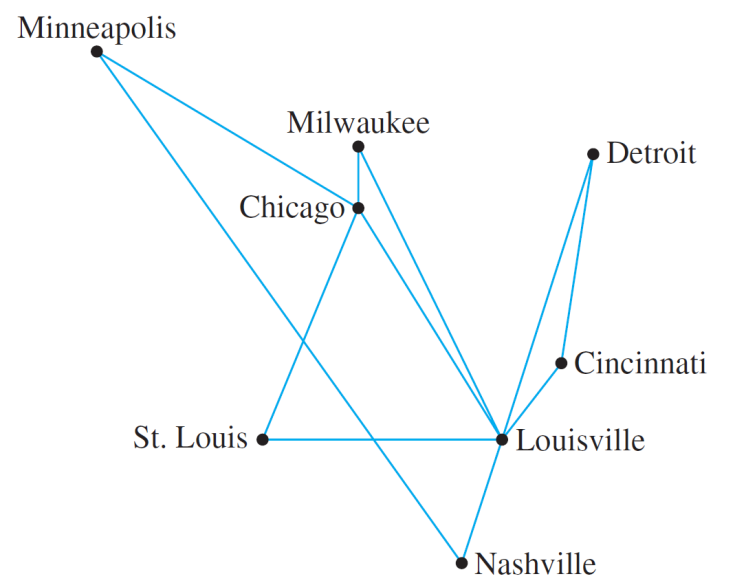 Minneapolis
Milwaukee
Detroit
Chicago
Cincinnati
St. Louis
Louisville
Nashville